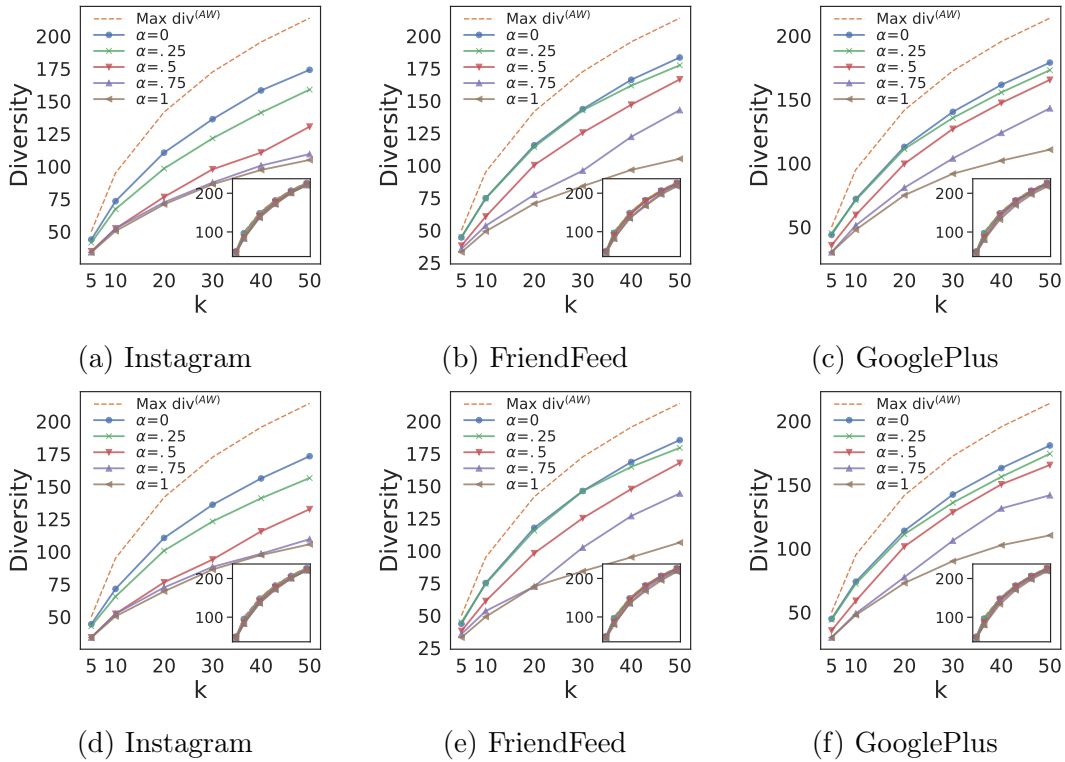 Max div(AW)
α=0
α=.25
α=.5
α=.75
α=1
Diversity
200
175
150
125
100
75
50
200
100
5 10 20 30 40 50
k
(a) Instagram
Max div(AW)
α=0
α=.25
α=.5
α=.75
α=1
Diversity
200
175
150
125
100
75
50
25
200
100
5 10 20 30 40 50
k
(b) FriendFeed
Max div(AW)
α=0
α=.25
α=.5
α=.75
α=1
Diversity
200
150
100
50
200
100
5 10 20 30 40 50
k
(c) GooglePlus
Max div(AW)
α=0
α=.25
α=.5
α=.75
α=1
Diversity
200
175
150
125
100
75
50
200
100
5 10 20 30 40 50
k
(d) Instagram
Max div(AW)
α=0
α=.25
α=.5
α=.75
α=1
Diversity
200
175
150
125
100
75
50
25
200
100
5 10 20 30 40 50
k
(e) FriendFeed
Max div(AW)
α=0
α=.25
α=.5
α=.75
α=1
Diversity
200
150
100
50
200
100
5 10 20 30 40 50
k
(f) GooglePlus